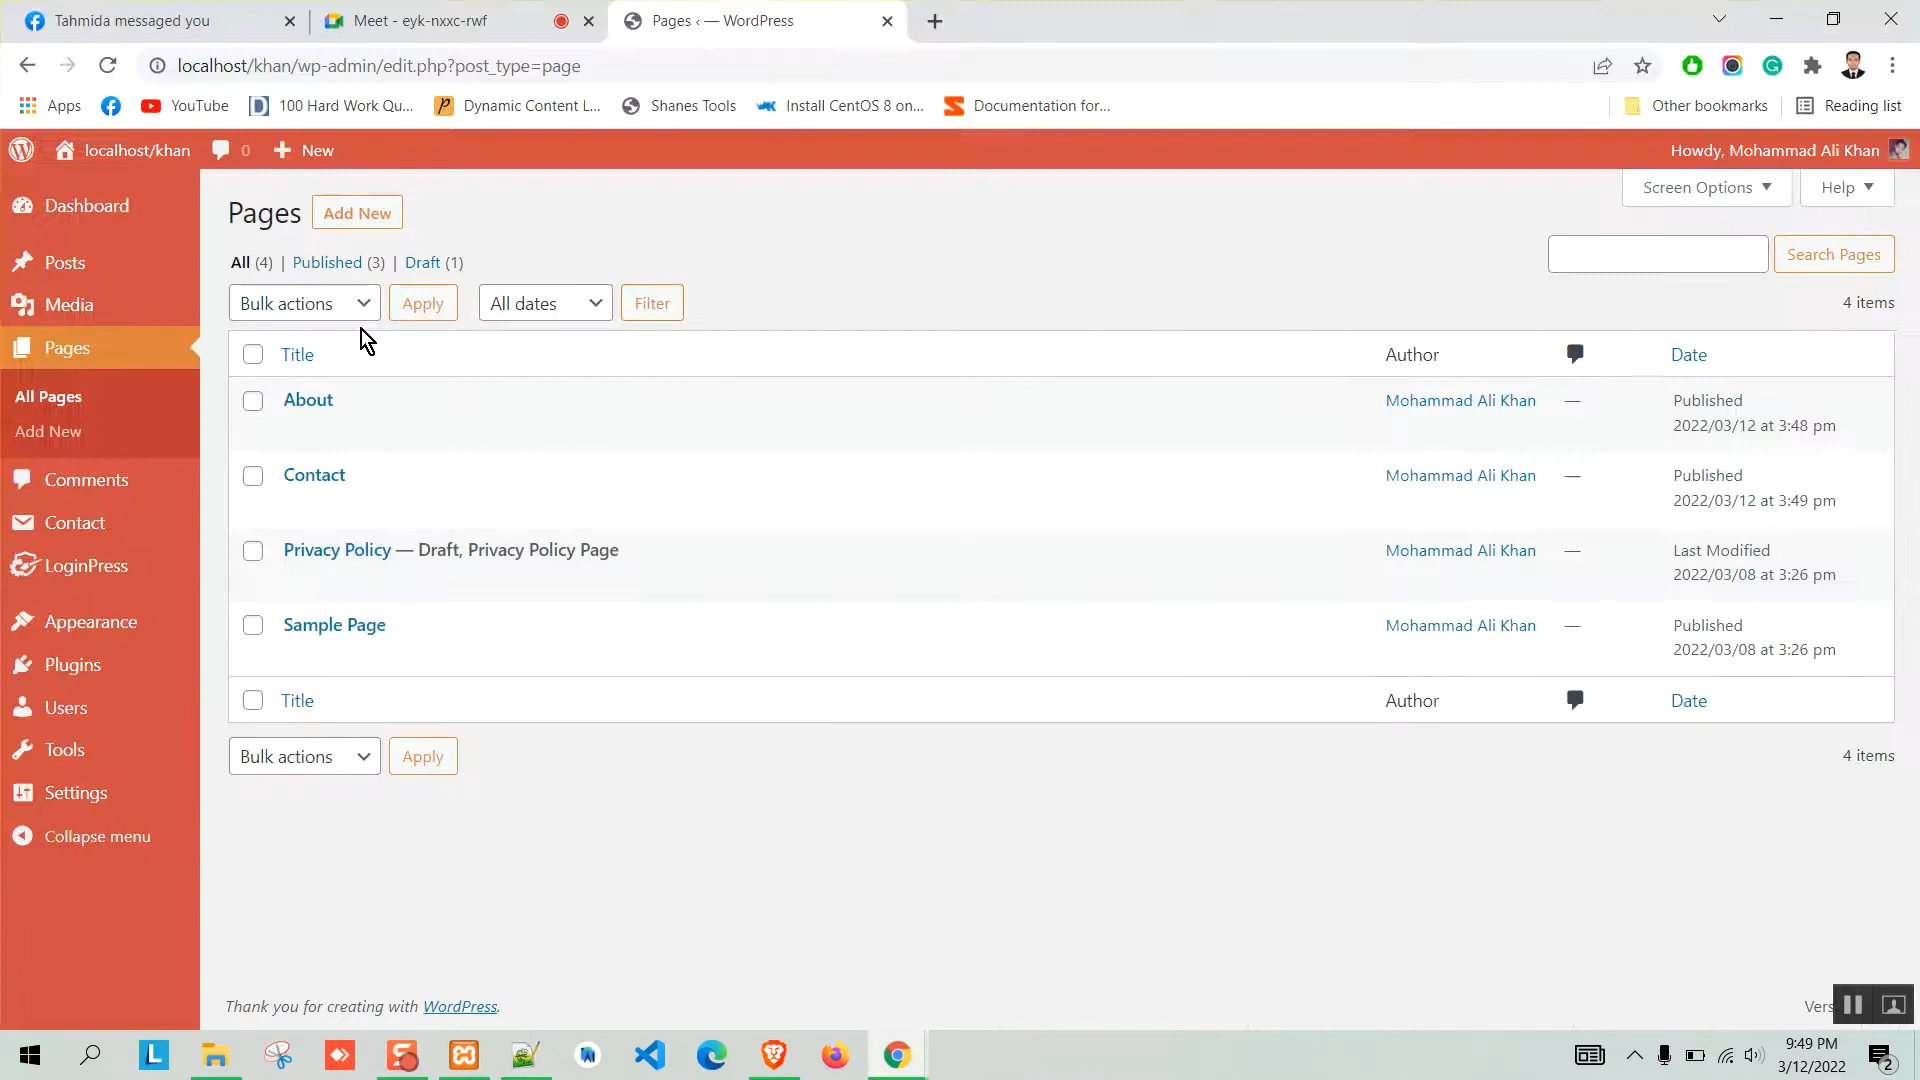 Tahmida messaged you
Meet - eyk-nxxc-rwf
Pages ‹ — WordPress
localhost/khan/wp-admin/edit.php?post_type=page
Apps
YouTube
100 Hard Work Qu...
Dynamic Content L...
Shanes Tools
Install CentOS 8 on...
Documentation for...
Other bookmarks
Reading list
localhost/khan
0
New
Howdy, Mohammad Ali Khan
Dashboard
Posts
Media
Pages
All Pages
Add New
Comments
Contact
LoginPress
Appearance
Plugins
Users
Tools
Settings
Collapse menu
Screen Options
Help
Pages
Add New
All (4) | Published (3) | Draft (1)
Search Pages
Bulk actions
Apply
All dates
Filter
4 items
Title
Author
Date
About
Mohammad Ali Khan
—
Published
2022/03/12 at 3:48 pm
Contact
Mohammad Ali Khan
—
Published
2022/03/12 at 3:49 pm
Privacy Policy — Draft, Privacy Policy Page
Mohammad Ali Khan
—
Last Modified
2022/03/08 at 3:26 pm
Sample Page
Mohammad Ali Khan
—
Published
2022/03/08 at 3:26 pm
Title
Author
Date
Bulk actions
Apply
4 items
Thank you for creating with WordPress.
Vers
9:49 PM
3/12/2022
2